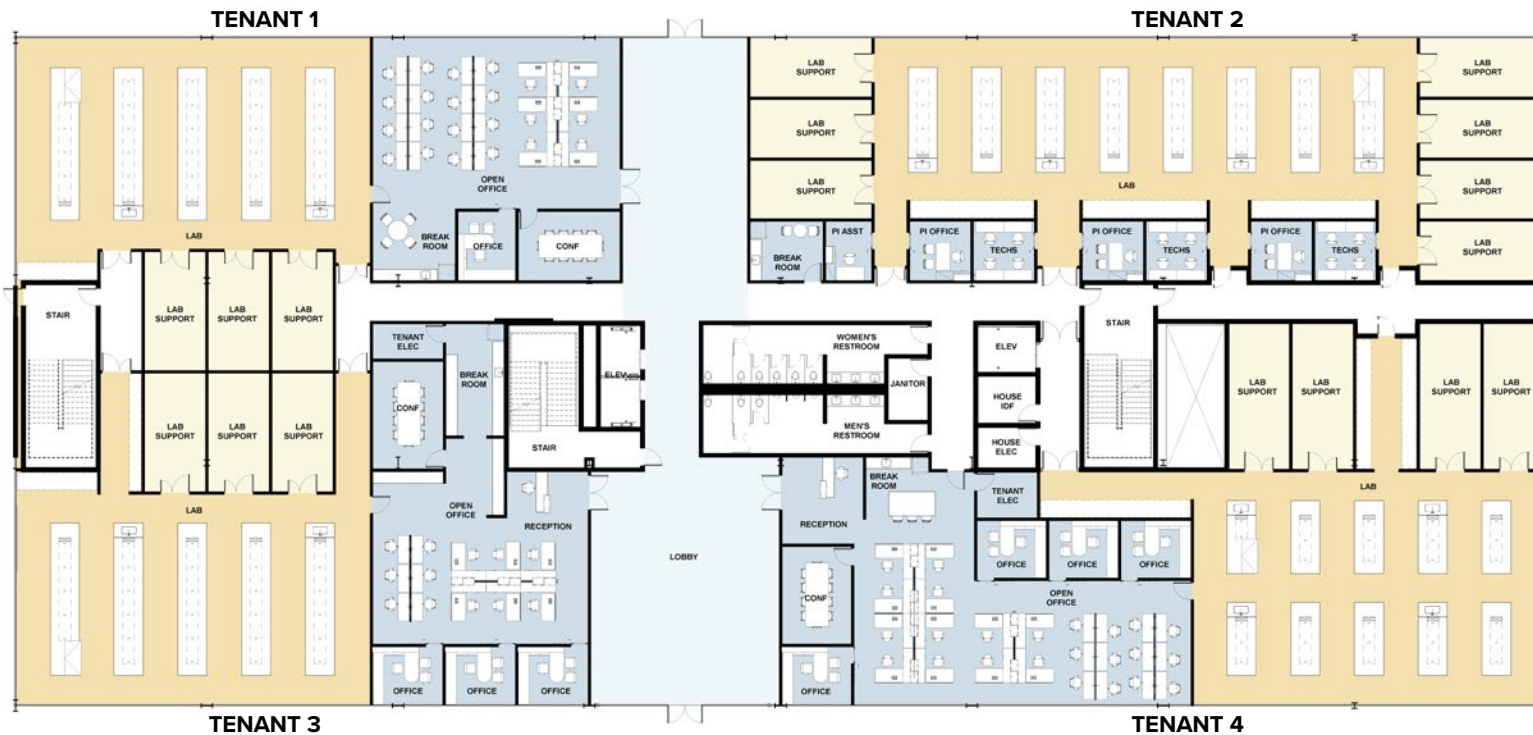 TENANT 1
TENANT 2
LAB
SUPPORT
LAB
SUPPORT
LAB
SUPPORT
LAB
SUPPORT
LAB
SUPPORT
LAB
SUPPORT
LAB
SUPPORT
OPEN
OFFICE
LAB
LAB
BREAK
ROOM
OFFICE
CONF
BREAK
ROOM
PI ASST
PI OFFICE
TECHS
PI OFFICE
TECHS
PI OFFICE
TECHS
STAIR
LAB
SUPPORT
LAB
SUPPORT
LAB
SUPPORT
TENANT
ELEC
BREAK
ROOM
CONF
ELEV
STAIR
WOMEN'S
RESTROOM
JANITOR
MEN'S
RESTROOM
ELEV
HOUSE
IDF
HOUSE
ELEC
STAIR
LAB
SUPPORT
LAB
SUPPORT
LAB
SUPPORT
LAB
SUPPORT
LAB
SUPPORT
LAB
SUPPORT
LAB
SUPPORT
LAB
OPEN
OFFICE
RECEPTION
LOBBY
RECEPTION
BREAK
ROOM
TENANT
ELEC
LAB
OFFICE
OFFICE
OFFICE
CONF
OPEN
OFFICE
OFFICE
OFFICE
OFFICE
OFFICE
TENANT 3
TENANT 4